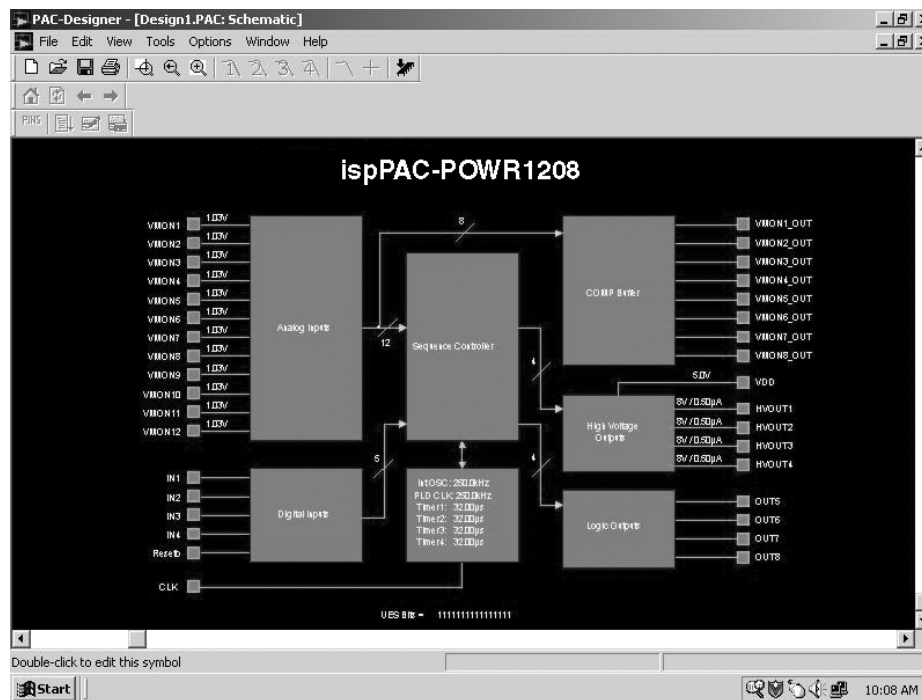 PAC-Designer - [Design1.PAC: Schematic]
File Edit View Tools Options Window Help
PINS
ispPAC-POWR1208
VMON1 1.03V
VMON2 1.03V
VMON3 1.03V
VMON4 1.03V
VMON5 1.03V
VMON6 1.03V
VMON7 1.03V
VMON8 1.03V
VMON9 1.03V
VMON10 1.03V
VMON11 1.03V
VMON12 1.03V
Analog Inputs
12
8
Sequence Controller
COMP Buffer
VMON1_OUT
VMON2_OUT
VMON3_OUT
VMON4_OUT
VMON5_OUT
VMON6_OUT
VMON7_OUT
VMON8_OUT
4
5.0V VDD
High Voltage
Outputs
8V / 0.50µA HVOUT1
8V / 0.50µA HVOUT2
8V / 0.50µA HVOUT3
8V / 0.50µA HVOUT4
IN1
IN2
IN3
IN4
Resetb
Digital Inputs
5
4
Int OSC: 250.0kHz
PLD CLK: 250.0kHz
Timer1: 32.00µs
Timer2: 32.00µs
Timer3: 32.00µs
Timer4: 32.00µs
Logic Outputs
OUT5
OUT6
OUT7
OUT8
CLK
UES Bits = 1111111111111111
Double-click to edit this symbol
Start
10:08 AM